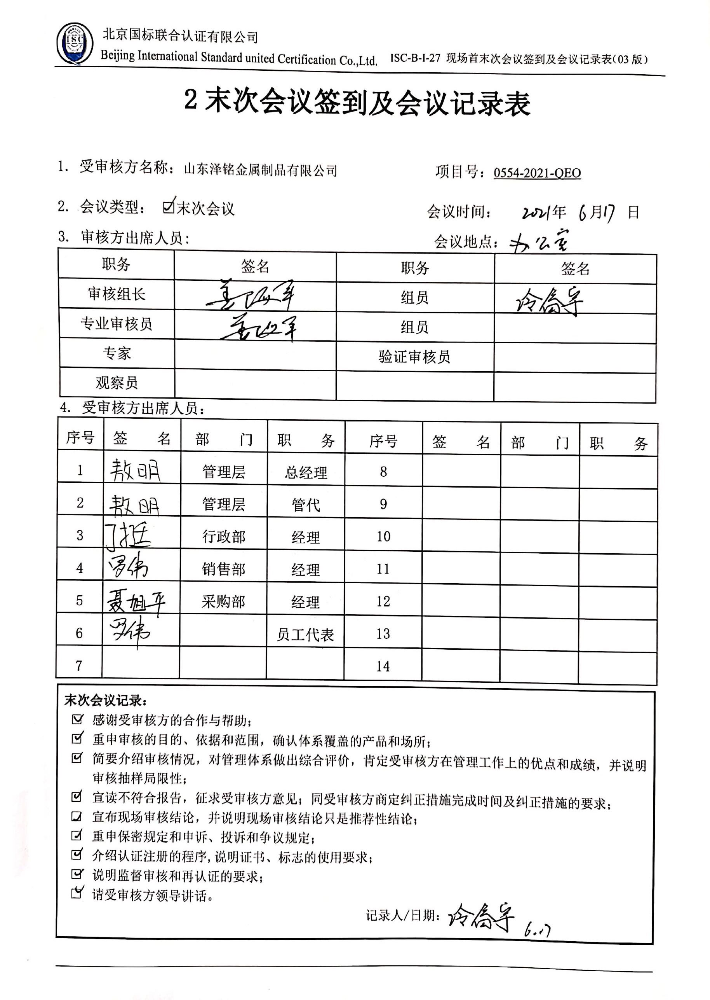 ISC
北京国标联合认证有限公司
Beijing International Standard united Certification Co.,Ltd. ISC-B-I-27 现场首末次会议签到及会议记录表(03 版)
2 末次会议签到及会议记录表
1. 受审核方名称: 山东泽铭金属制品有限公司 项目号: 0554-2021-QEO
2. 会议类型: ☑末次会议 会议时间: 2021年 6月17日
3. 审核方出席人员: 会议地点: 办公室
职务 签名 职务 签名
审核组长 组员
专业审核员 组员
专家 验证审核员
观察员
4. 受审核方出席人员:
序号 签 名 部 门 职 务 序号 签 名 部 门 职 务
1 敖明 管理层 总经理 8
2 敖明 管理层 管代 9
3 丁挺 行政部 经理 10
4 罗伟 销售部 经理 11
5 聂旭平 采购部 经理 12
6 罗伟 员工代表 13
7 14
末次会议记录:
☑ 感谢受审核方的合作与帮助;
☑ 重申审核的目的、依据和范围,确认体系覆盖的产品和场所;
☑ 简要介绍审核情况,对管理体系做出综合评价,肯定受审核方在管理工作上的优点和成绩,并说明
审核抽样局限性;
☑ 宣读不符合报告,征求受审核方意见;同受审核方商定纠正措施完成时间及纠正措施的要求;
☑ 宣布现场审核结论,并说明现场审核结论只是推荐性结论;
☑ 重申保密规定和申诉、投诉和争议规定;
☑ 介绍认证注册的程序,说明证书、标志的使用要求;
☑ 说明监督审核和再认证的要求;
☑ 请受审核方领导讲话。
记录人/日期: 6.17